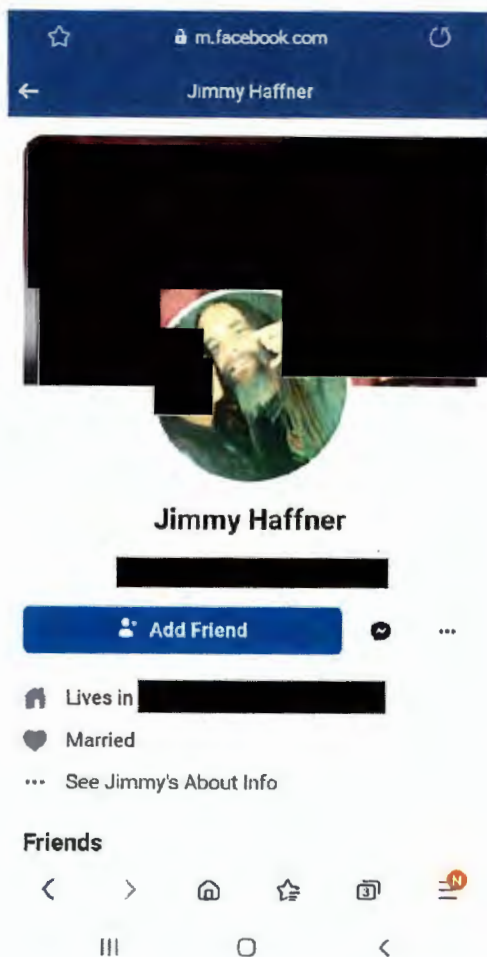 m.facebook.com
Jimmy Haffner
Jimmy Haffner
Add Friend
Lives in
Married
See Jimmy's About Info
Friends
3
N